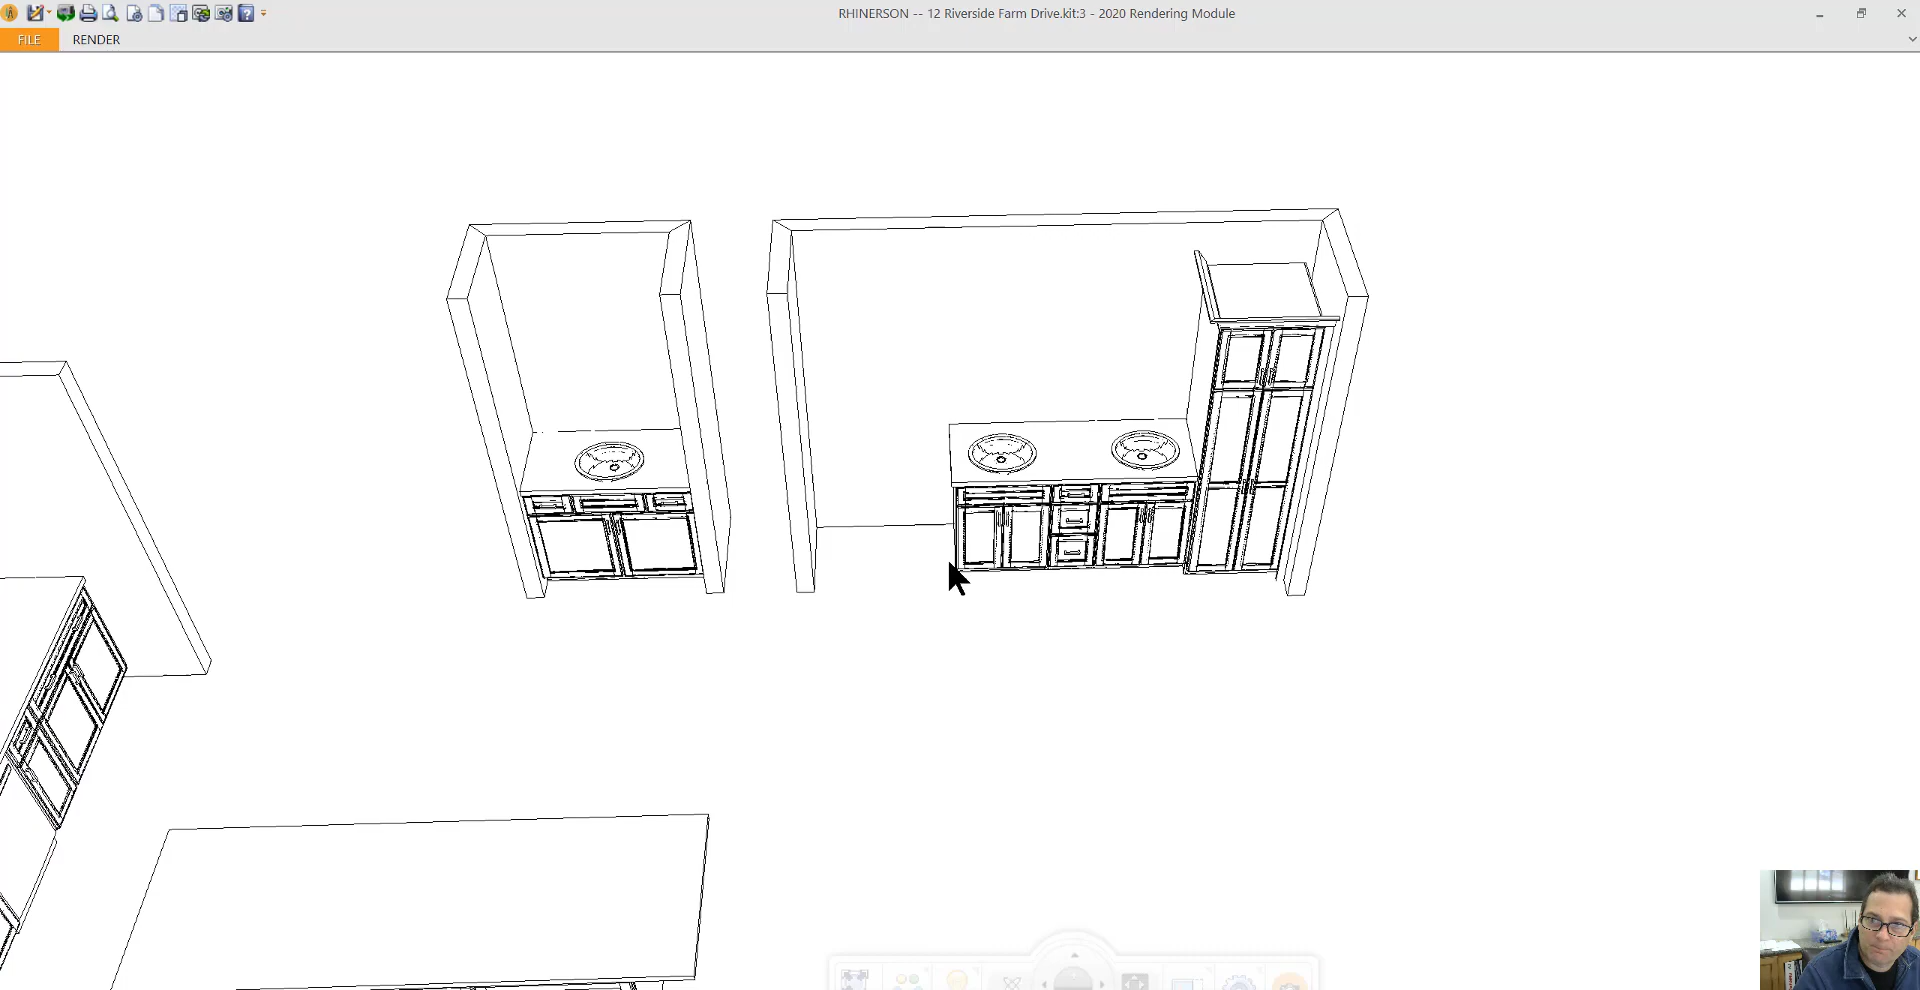 RHINERSON -- 12 Riverside Farm Drive.kit:3 - 2020 Rendering Module
FILE RENDER